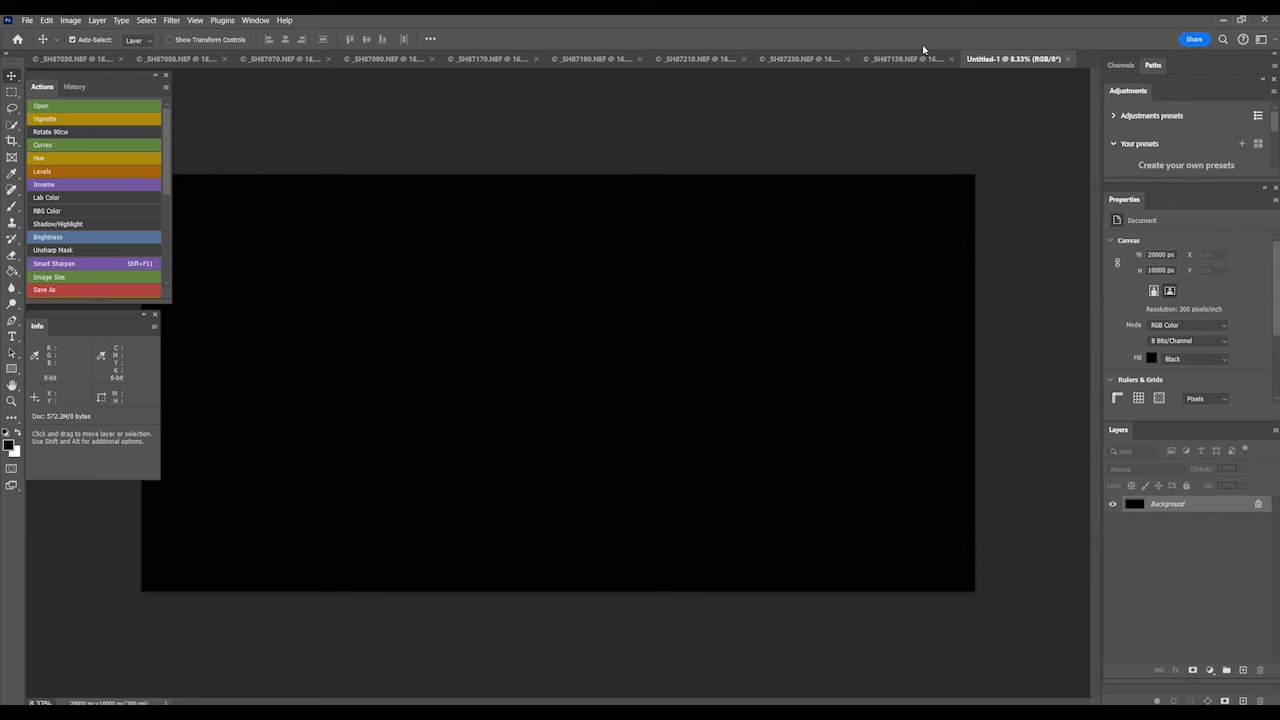 File Edit Image Layer Type Select Filter View Plugins Window Help
Auto-Select: Layer Show Transform Controls ••• Share
_SH87030.NEF @ 16.... × _SH87050.NEF @ 16.... × _SH87070.NEF @ 16.... × _SH87090.NEF @ 16.... × _SH87170.NEF @ 16.... × _SH87190.NEF @ 16.... × _SH87210.NEF @ 16.... × _SH87230.NEF @ 16.... × _SH87139.NEF @ 16.... × Untitled-1 @ 8.33% (RGB/8*) ×
Actions History
Open
Vignette
Rotate 90cw
Curves
Hue
Levels
Inverse
Lab Color
RBG Color
Shadow/Highlight
Brightness
Unsharp Mask
Smart Sharpen Shft+F11
Image Size
Save As
Info
R : C :
G : M :
B : Y :
K :
8-bit 8-bit
X : W :
Y : H :
Doc: 572.2M/0 bytes
Click and drag to move layer or selection.
Use Shift and Alt for additional options.
8.33% 20000 px x 10000 px (300 ppi)
Channels Paths
Adjustments
Adjustments presets
Your presets
Create your own presets
Properties
Document
Canvas
W 20000 px X 0 px
H 10000 px Y 0 px
Resolution: 300 pixels/inch
Mode RGB Color
8 Bits/Channel
Fill Black
Rulers & Grids
Pixels
Layers
Kind
Normal Opacity: 100%
Lock: Fill: 100%
Background